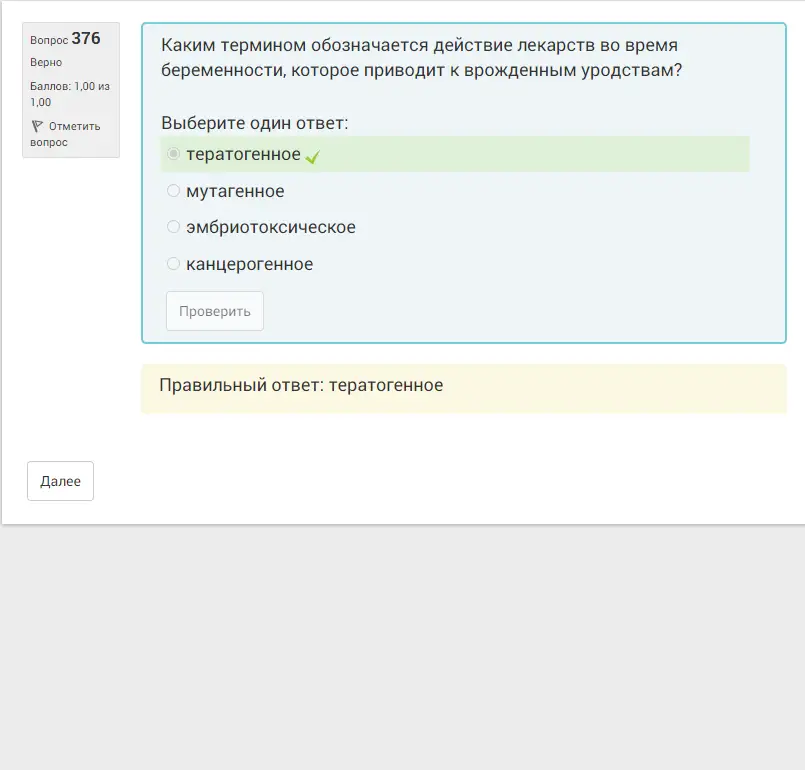 Вопрос 376
Верно
Баллов: 1,00 из
1,00
Отметить
вопрос
Каким термином обозначается действие лекарств во время
беременности, которое приводит к врожденным уродствам?
Выберите один ответ:
тератогенное
мутагенное
эмбриотоксическое
канцерогенное
Проверить
Правильный ответ: тератогенное
Далее